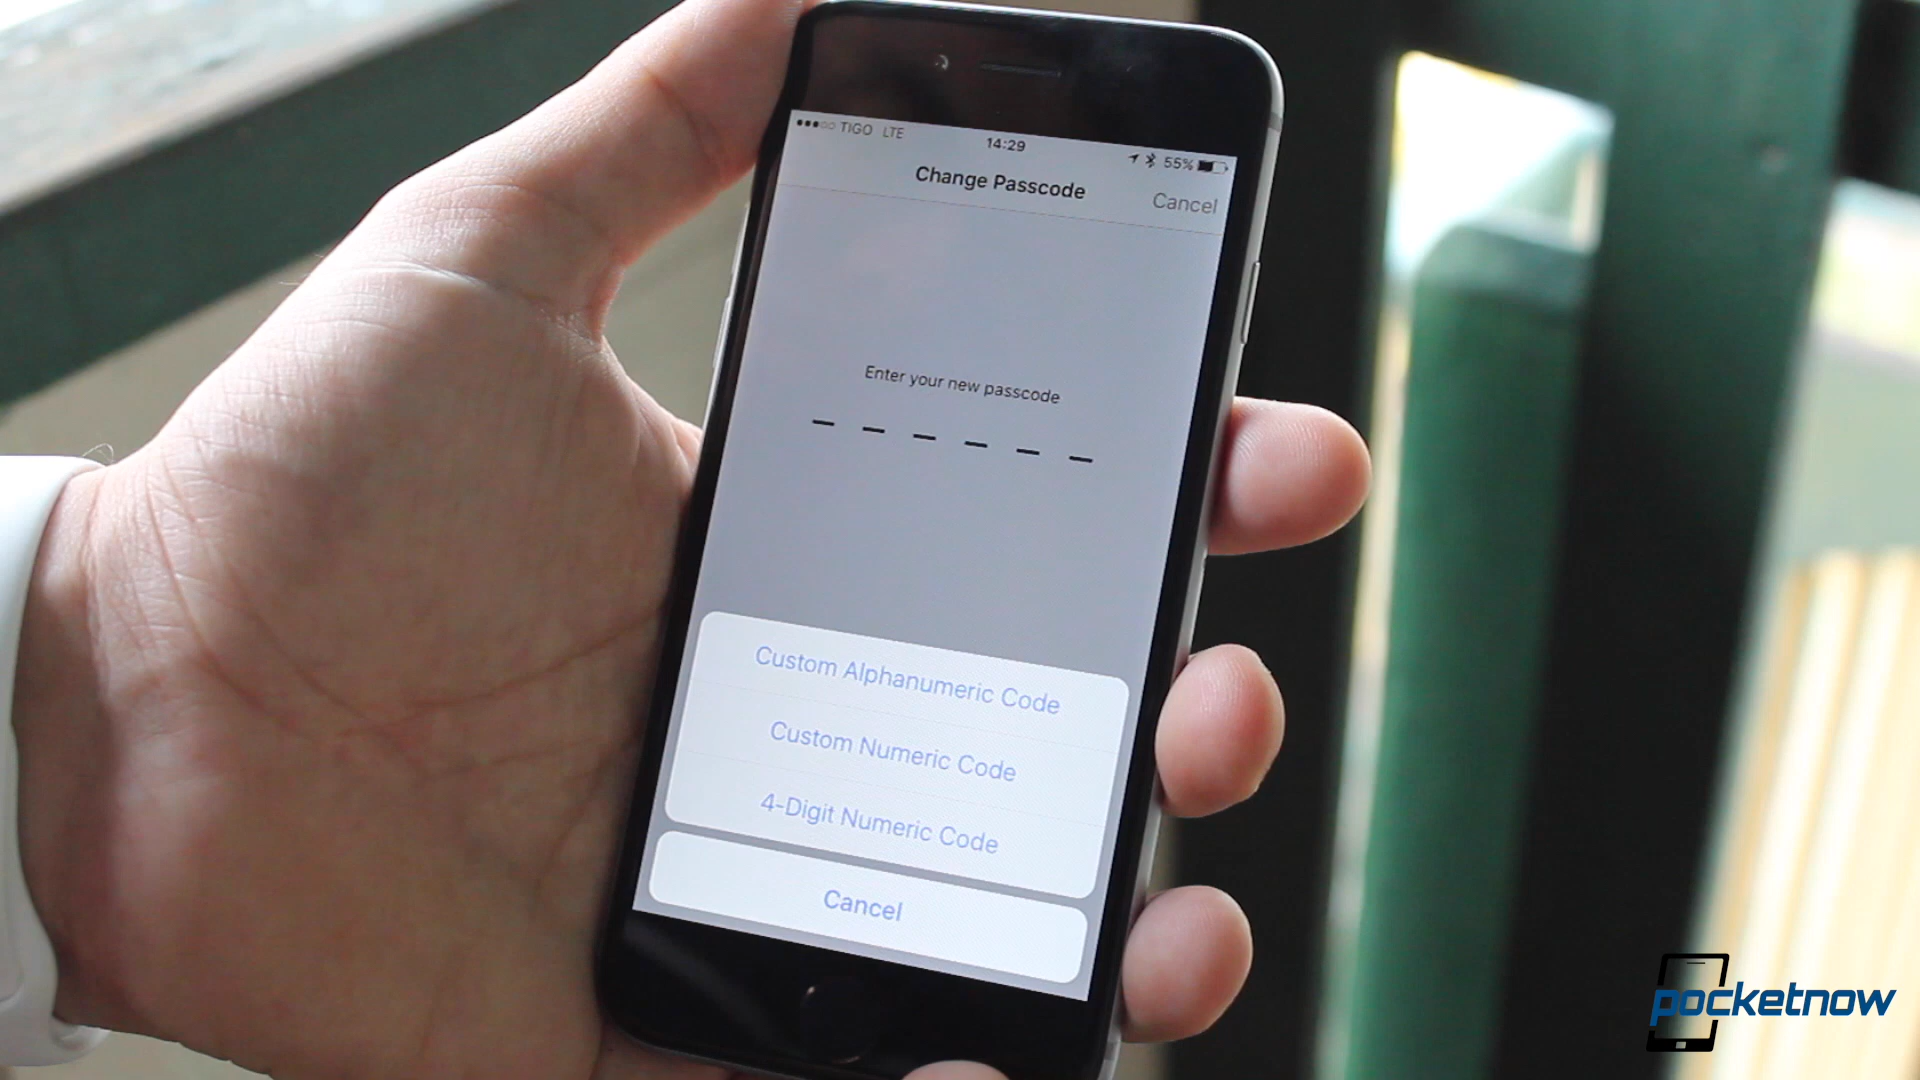 TIGO LTE 14:29 55%
Change Passcode Cancel
Enter your new passcode
Custom Alphanumeric Code
Custom Numeric Code
4-Digit Numeric Code
Cancel
pocketnow